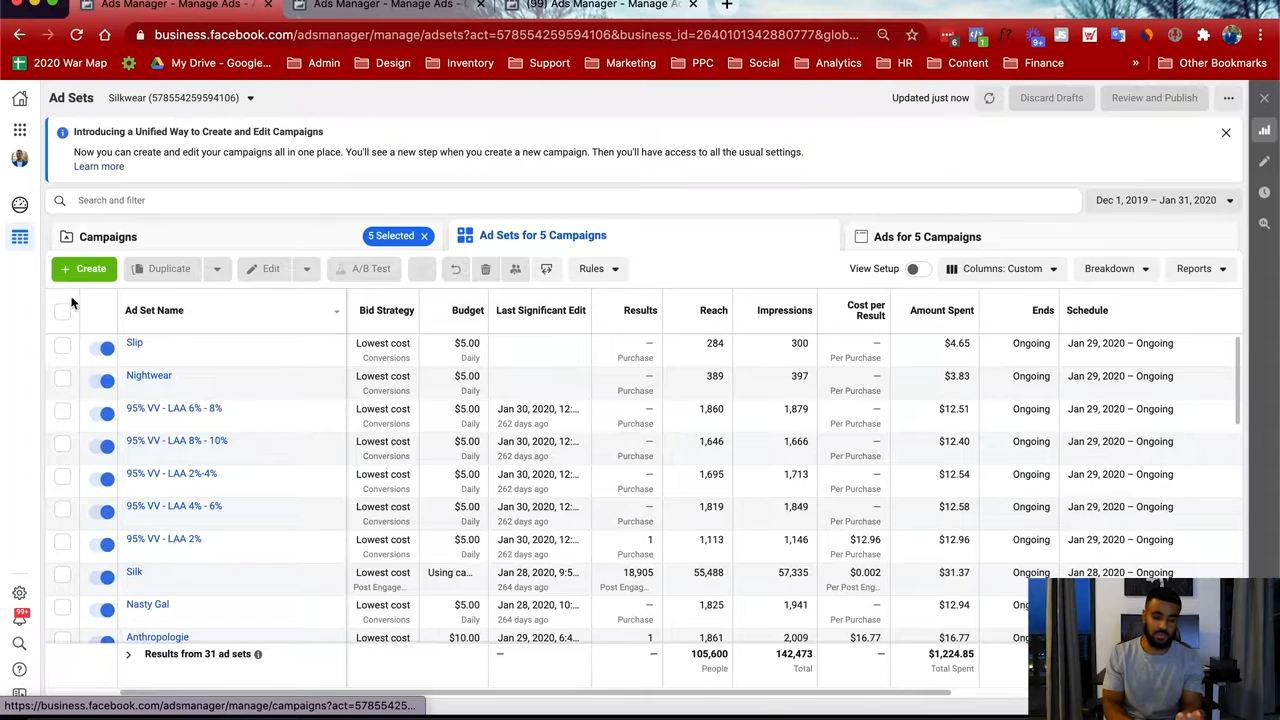 Ads Manager - Manage Ads -
Ads Manager - Manage Ads -
(99) Ads Manager - Manage A
business.facebook.com/adsmanager/manage/adsets?act=578554259594106&business_id=2640101342880777&glob...
6
1
9+
2020 War Map
My Drive - Google...
Admin
Design
Inventory
Support
Marketing
PPC
Social
Analytics
HR
Content
Finance
»
Other Bookmarks
Ad Sets
Silkwear (578554259594106)
Updated just now
Discard Drafts
Review and Publish
Introducing a Unified Way to Create and Edit Campaigns
Now you can create and edit your campaigns all in one place. You'll see a new step when you create a new campaign. Then you'll have access to all the usual settings.
Learn more
Search and filter
Dec 1, 2019 – Jan 31, 2020
Campaigns
5 Selected
Ad Sets for 5 Campaigns
Ads for 5 Campaigns
+ Create
Duplicate
Edit
A/B Test
Rules
View Setup
Columns: Custom
Breakdown
Reports
Ad Set Name Bid Strategy Budget Last Significant Edit Results Reach Impressions Cost per Result Amount Spent Ends Schedule
Slip Lowest cost $5.00 — 284 300 — $4.65 Ongoing Jan 29, 2020 – Ongoing
Conversions Daily Purchase Per Purchase
Nightwear Lowest cost $5.00 — 389 397 — $3.83 Ongoing Jan 29, 2020 – Ongoing
Conversions Daily Purchase Per Purchase
95% VV - LAA 6% - 8% Lowest cost $5.00 Jan 30, 2020, 12:... — 1,860 1,879 — $12.51 Ongoing Jan 29, 2020 – Ongoing
Conversions Daily 262 days ago Purchase Per Purchase
95% VV - LAA 8% - 10% Lowest cost $5.00 Jan 30, 2020, 12:... — 1,646 1,666 — $12.40 Ongoing Jan 29, 2020 – Ongoing
Conversions Daily 262 days ago Purchase Per Purchase
95% VV - LAA 2%-4% Lowest cost $5.00 Jan 30, 2020, 12:... — 1,695 1,713 — $12.54 Ongoing Jan 29, 2020 – Ongoing
Conversions Daily 262 days ago Purchase Per Purchase
95% VV - LAA 4% - 6% Lowest cost $5.00 Jan 30, 2020, 12:... — 1,819 1,849 — $12.58 Ongoing Jan 29, 2020 – Ongoing
Conversions Daily 262 days ago Purchase Per Purchase
95% VV - LAA 2% Lowest cost $5.00 Jan 30, 2020, 12:... 1 1,113 1,146 $12.96 $12.96 Ongoing Jan 29, 2020 – Ongoing
Conversions Daily 262 days ago Purchase Per Purchase
Silk Lowest cost Using ca... Jan 28, 2020, 9:5... 18,905 55,488 57,335 $0.002 $31.37 Ongoing Jan 28, 2020 – Ongoing
Post Engage... 264 days ago Post Engag... Per Post Eng...
Nasty Gal Lowest cost $5.00 Jan 28, 2020, 10:... — 1,825 1,941 — $12.94
Conversions Daily 264 days ago Purchase Per Purchase
Anthropologie Lowest cost $10.00 Jan 29, 2020, 6:4... 1 1,861 2,009 $16.77 $16.77
Results from 31 ad sets — — 105,600 142,473 — $1,224.85
People Total Total Spent
99+
https://business.facebook.com/adsmanager/manage/campaigns?act=57855425...